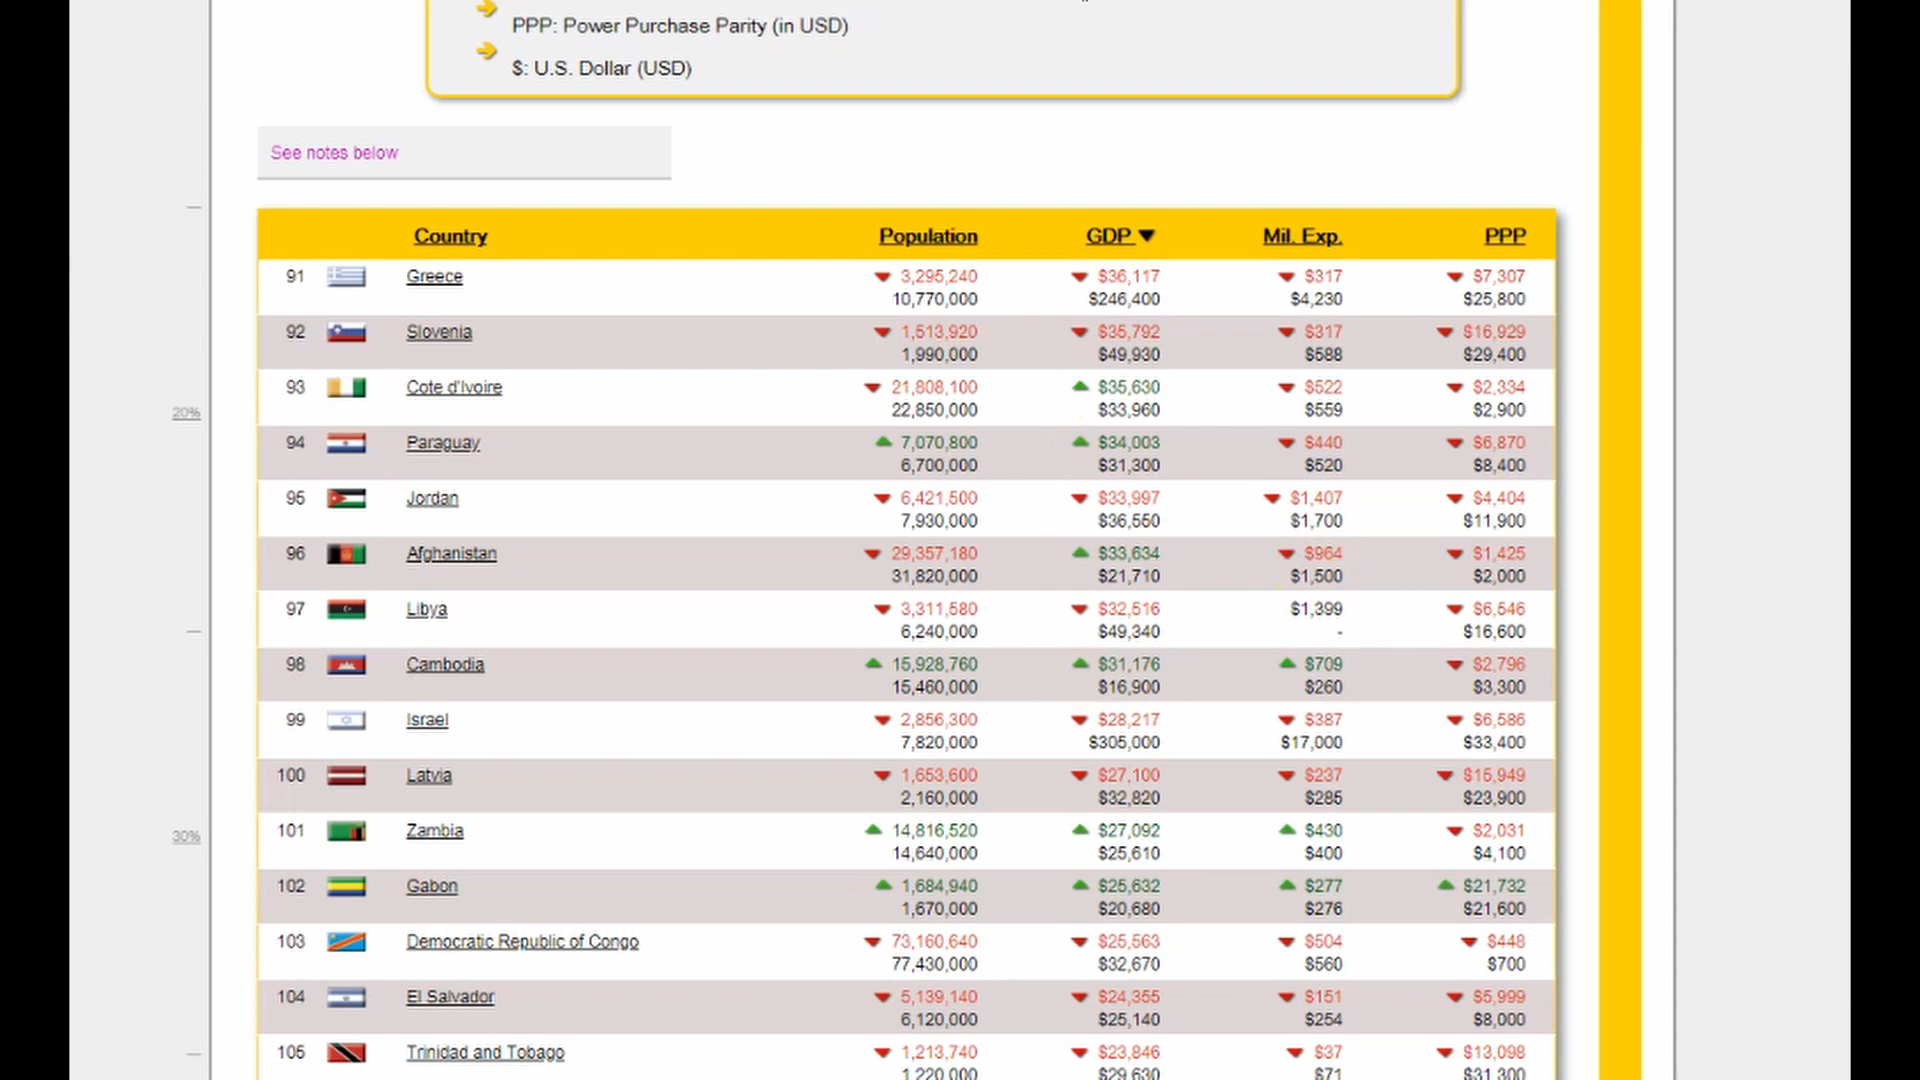 PPP: Power Purchase Parity (in USD)
$: U.S. Dollar (USD)
See notes below
Country Population GDP ▼ Mil. Exp. PPP
91 Greece 3,295,240 $36,117 $317 $7,307
10,770,000 $246,400 $4,230 $25,800
92 Slovenia 1,513,920 $35,792 $317 $16,929
1,990,000 $49,930 $588 $29,400
93 Cote d'Ivoire 21,808,100 $35,630 $522 $2,334
20% 22,850,000 $33,960 $559 $2,900
94 Paraguay 7,070,800 $34,003 $440 $6,870
6,700,000 $31,300 $520 $8,400
95 Jordan 6,421,500 $33,997 $1,407 $4,404
7,930,000 $36,550 $1,700 $11,900
96 Afghanistan 29,357,180 $33,634 $964 $1,425
31,820,000 $21,710 $1,500 $2,000
97 Libya 3,311,580 $32,516 $1,399 $6,546
6,240,000 $49,340 - $16,600
98 Cambodia 15,928,760 $31,176 $709 $2,796
15,460,000 $16,900 $260 $3,300
99 Israel 2,856,300 $28,217 $387 $6,586
7,820,000 $305,000 $17,000 $33,400
100 Latvia 1,653,600 $27,100 $237 $15,949
2,160,000 $32,820 $285 $23,900
30% 101 Zambia 14,816,520 $27,092 $430 $2,031
14,640,000 $25,610 $400 $4,100
102 Gabon 1,684,940 $25,632 $277 $21,732
1,670,000 $20,680 $276 $21,600
103 Democratic Republic of Congo 73,160,640 $25,563 $504 $448
77,430,000 $32,670 $560 $700
104 El Salvador 5,139,140 $24,355 $151 $5,999
6,120,000 $25,140 $254 $8,000
105 Trinidad and Tobago 1,213,740 $23,846 $37 $13,098
1,220,000 $29,630 $71 $31,300